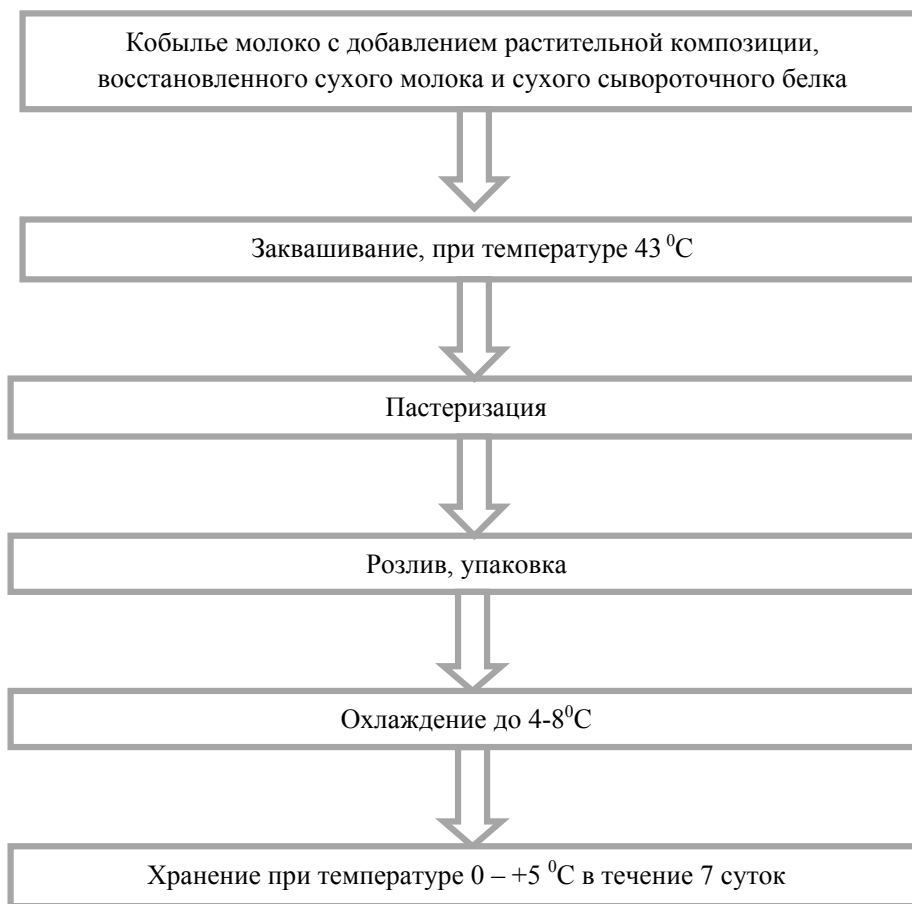 Кобылье молоко с добавлением растительной композиции,
восстановленного сухого молока и сухого сывороточного белка
Заквашивание, при температуре 43 ⁰С
Пастеризация
Розлив, упаковка
Охлаждение до 4-8⁰С
Хранение при температуре 0 – +5 ⁰С в течение 7 суток